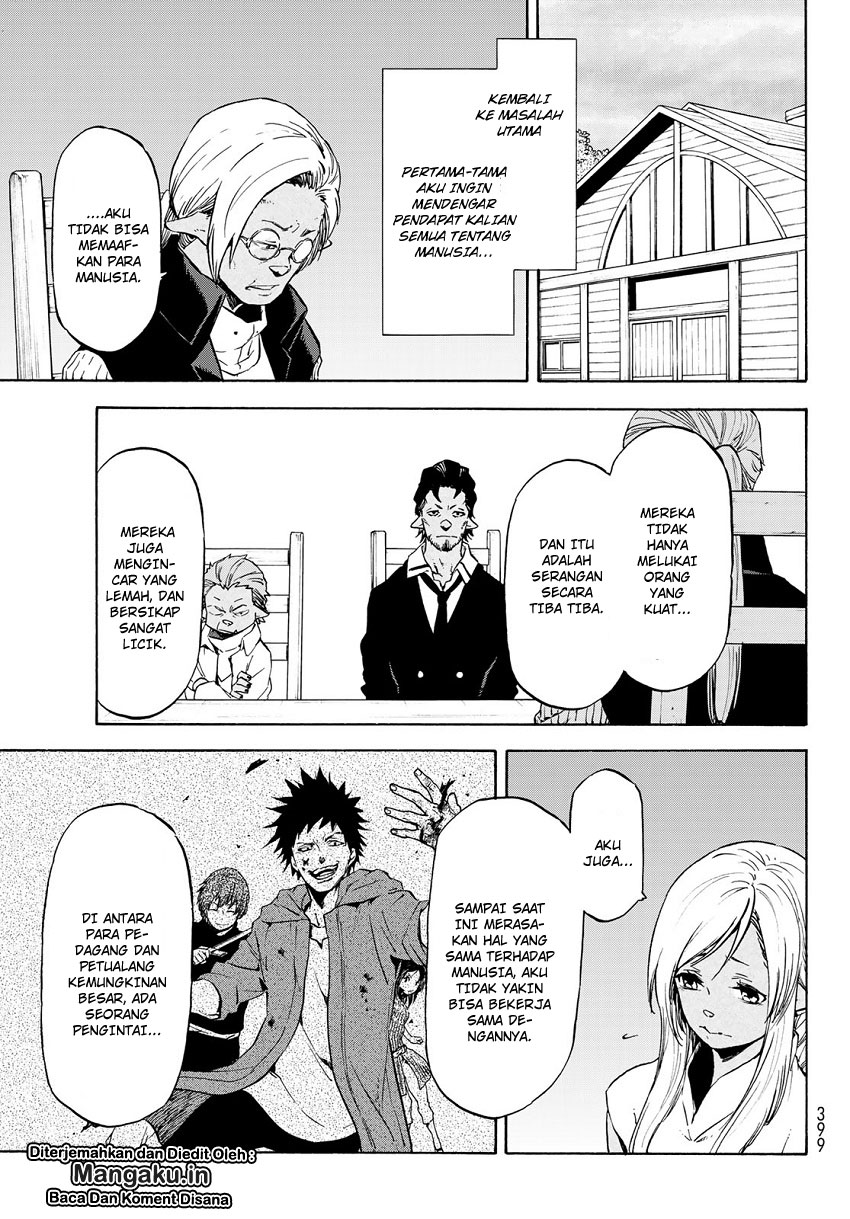 KEMBALI
KE MASALAH
UTAMA
PERTAMA-TAMA
AKU INGIN
MENDENGAR
PENDAPAT KALIAN
SEMUA TENTANG
MANUSIA...
....AKU
TIDAK BISA
MEMAAF-
KAN PARA
MANUSIA.
MEREKA
TIDAK
HANYA
MELUKAI
ORANG
YANG
KUAT...
DAN ITU
ADALAH
SERANGAN
SECARA
TIBA TIBA.
MEREKA
JUGA
MENGIN-
CAR YANG
LEMAH, DAN
BERSIKAP
SANGAT
LICIK.
AKU
JUGA...
SAMPAI SAAT
INI MERASA-
KAN HAL YANG
SAMA TERHADAP
MANUSIA, AKU
TIDAK YAKIN
BISA BEKERJA
SAMA DE-
NGANNYA.
DI ANTARA
PARA PE-
DAGANG DAN
PETUALANG
KEMUNGKINAN
BESAR, ADA
SEORANG
PENGINTAI...
399
Diterjemahkan dan Diedit Oleh :
Mangaku.in
Baca Dan Koment Disana